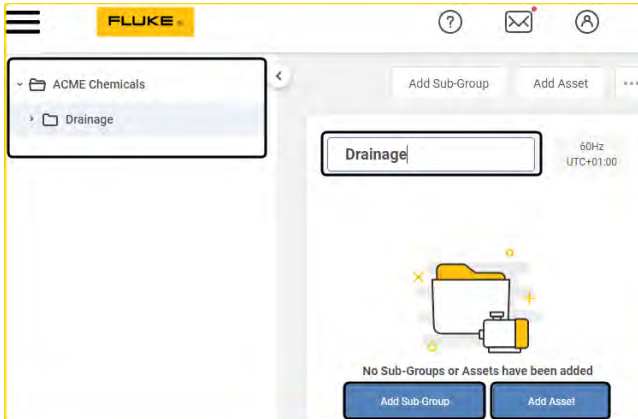 FLUKE
ACME Chemicals
Add Sub-Group
Add Asset
Drainage
Drainage
60Hz
UTC+01:00
No Sub-Groups or Assets have been added
Add Sub-Group
Add Asset